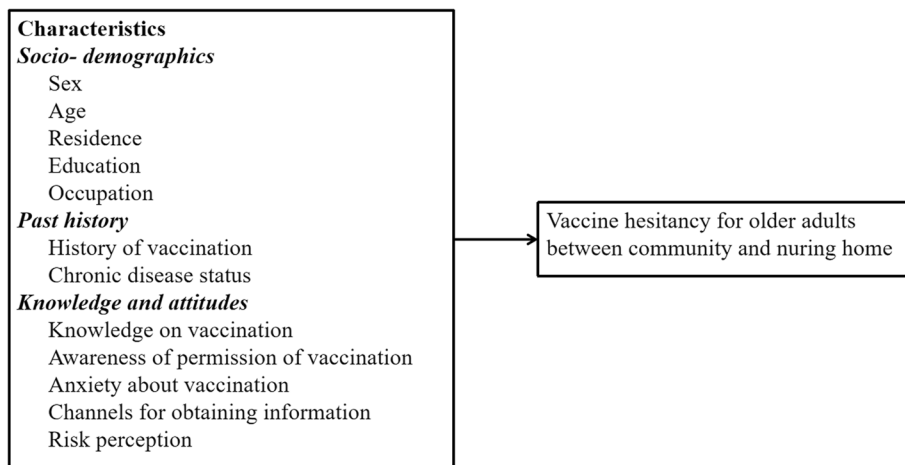 Characteristics
Socio- demographics
Sex
Age
Residence
Education
Occupation
Past history
History of vaccination
Chronic disease status
Knowledge and attitudes
Knowledge on vaccination
Awareness of permission of vaccination
Anxiety about vaccination
Channels for obtaining information
Risk perception
Vaccine hesitancy for older adults
between community and nuring home